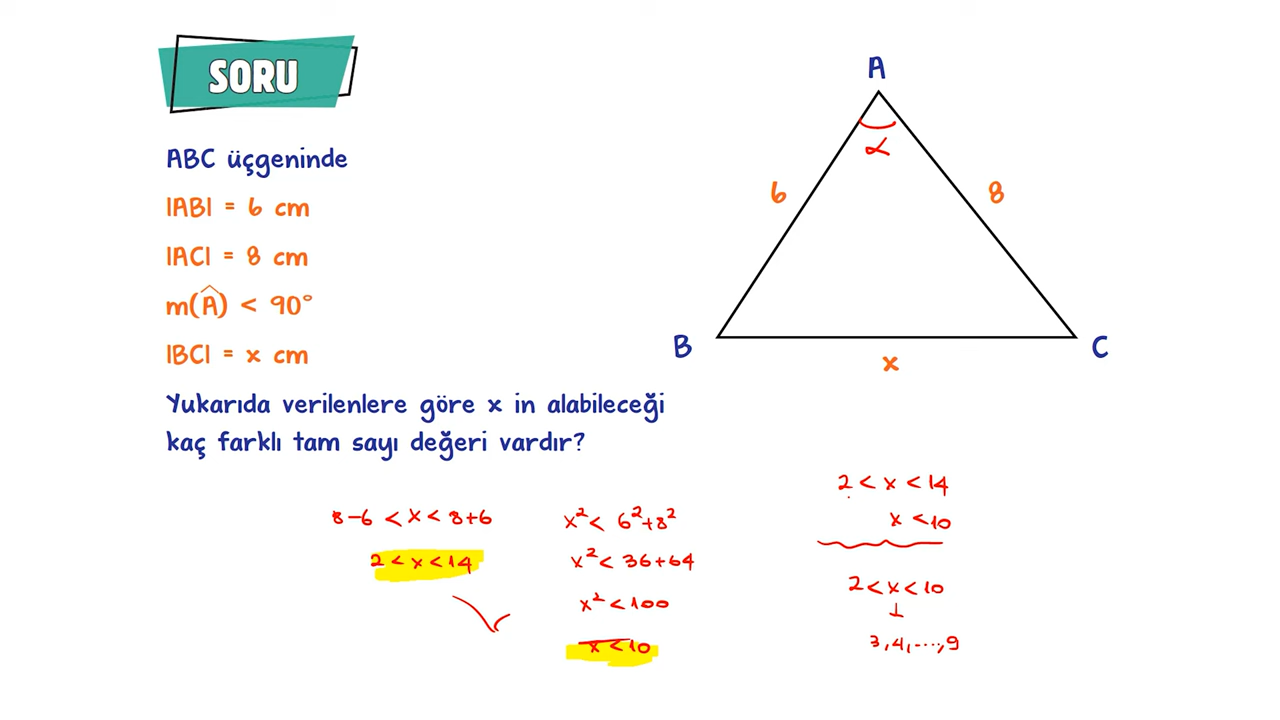 SORU
ABC üçgeninde
|AB| = 6 cm
|AC| = 8 cm
m(Â) < 90°
|BC| = x cm
Yukarıda verilenlere göre x in alabileceği
kaç farklı tam sayı değeri vardır?
A
α
6
8
B
C
x
8-6 < x < 8+6
2 < x < 14
x² < 6²+8²
x² < 36+64
x² < 100
x < 10
2 < x < 14
x < 10
2 < x < 10
3, 4, ...., 9